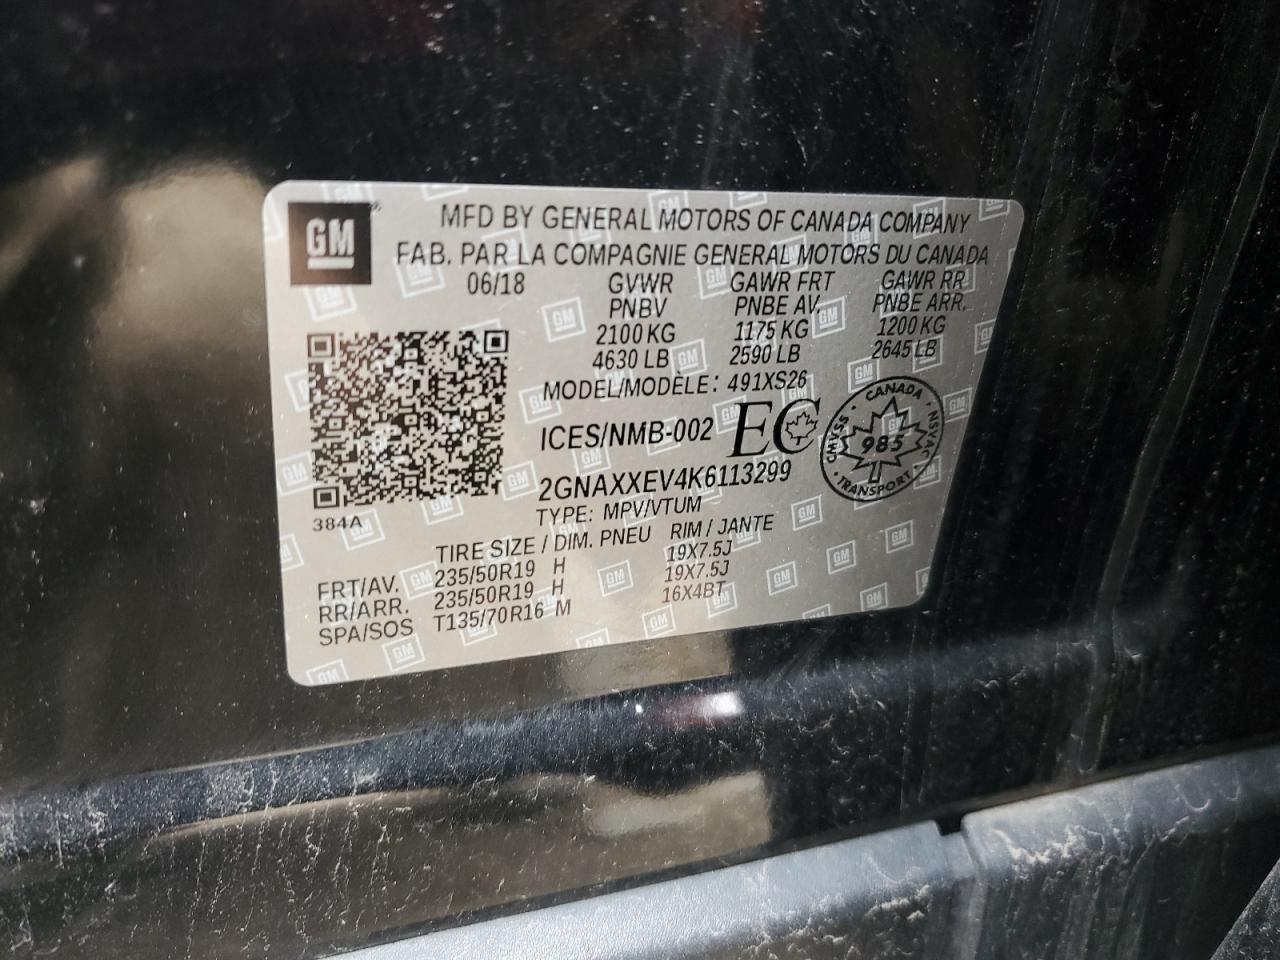 GM
MFD BY GENERAL MOTORS OF CANADA COMPANY
FAB. PAR LA COMPAGNIE GENERAL MOTORS DU CANADA
06/18 GVWR GAWR FRT GAWR RR
PNBV PNBE AV. PNBE ARR.
2100 KG 1175 KG 1200 KG
4630 LB 2590 LB 2645 LB
MODEL/MODÈLE: 491XS26
ICES/NMB-002 EC
CANADA · NSVAC · TRANSPORT · CMVSS ·
985
2GNAXXEV4K6113299
384A
TYPE: MPV/VTUM
TIRE SIZE / DIM. PNEU RIM / JANTE
FRT/AV. 235/50R19 H 19X7.5J
RR/ARR. 235/50R19 H 19X7.5J
SPA/SOS T135/70R16 M 16X4BT